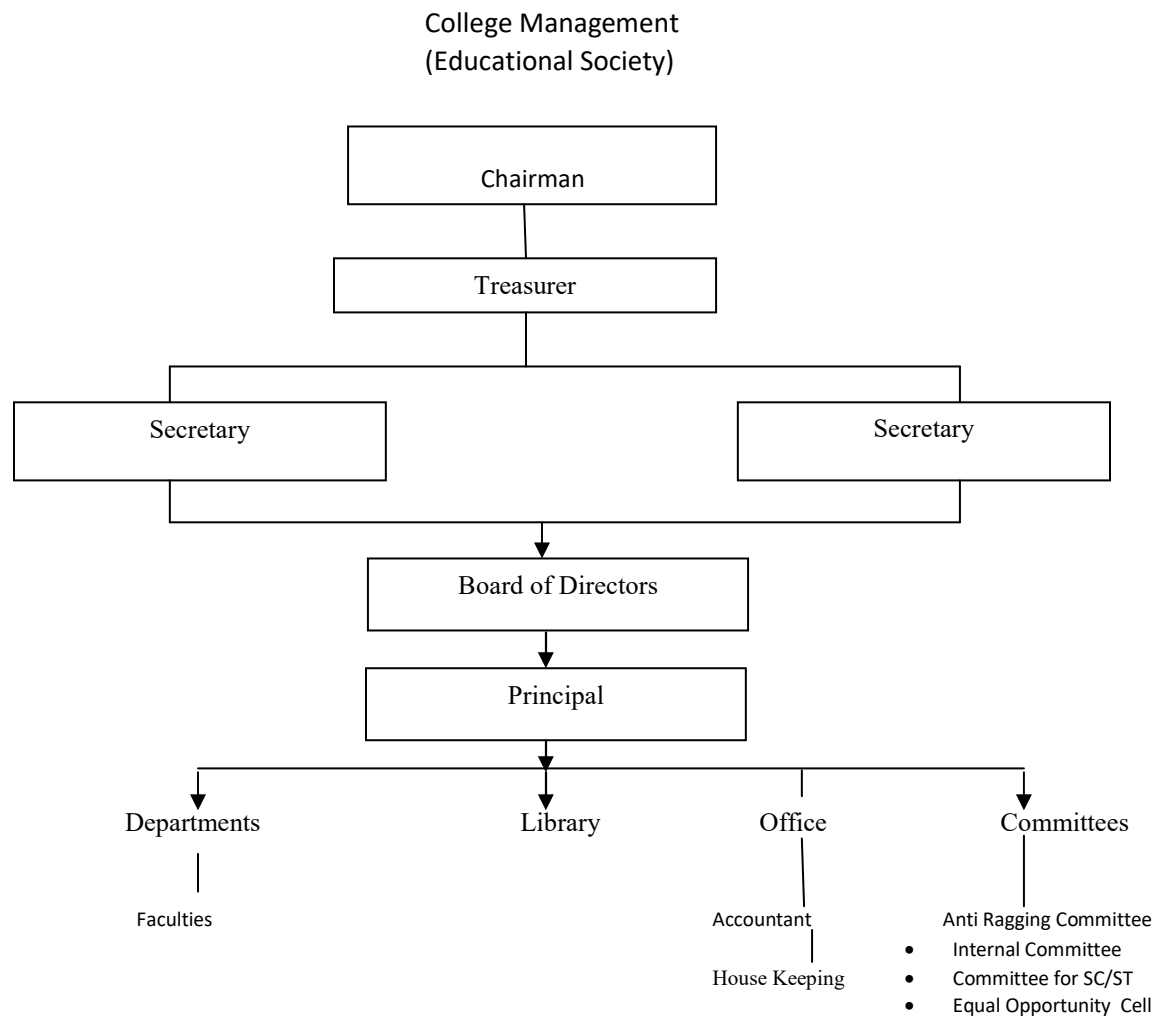 College Management
(Educational Society)
Chairman
Treasurer
Secretary
Secretary
Board of Directors
Principal
Departments
Library
Office
Committees
Faculties
Accountant
Anti Ragging Committee
• Internal Committee
House Keeping
• Committee for SC/ST
• Equal Opportunity Cell